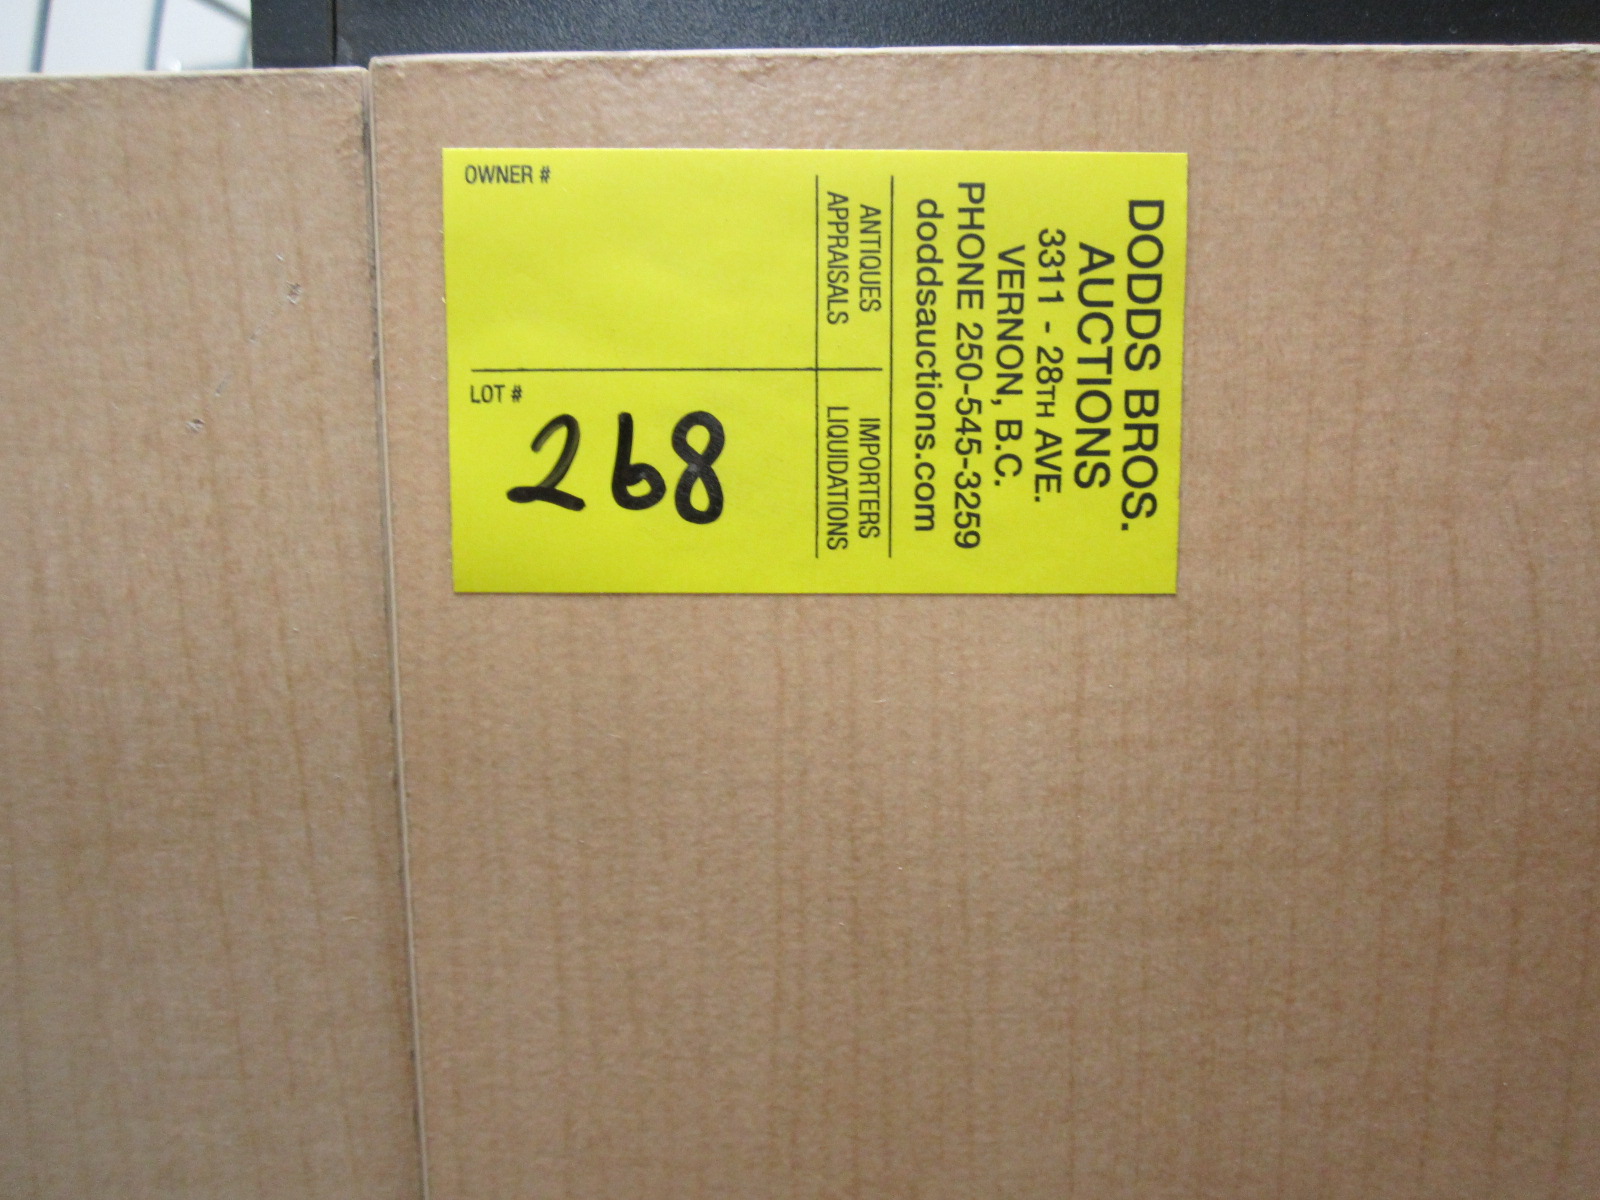 DODDS BROS.
AUCTIONS
3311 - 28TH AVE.
VERNON, B.C.
PHONE 250-545-3259
doddsauctions.com
ANTIQUES IMPORTERS
APPRAISALS LIQUIDATIONS
OWNER #
LOT #
268